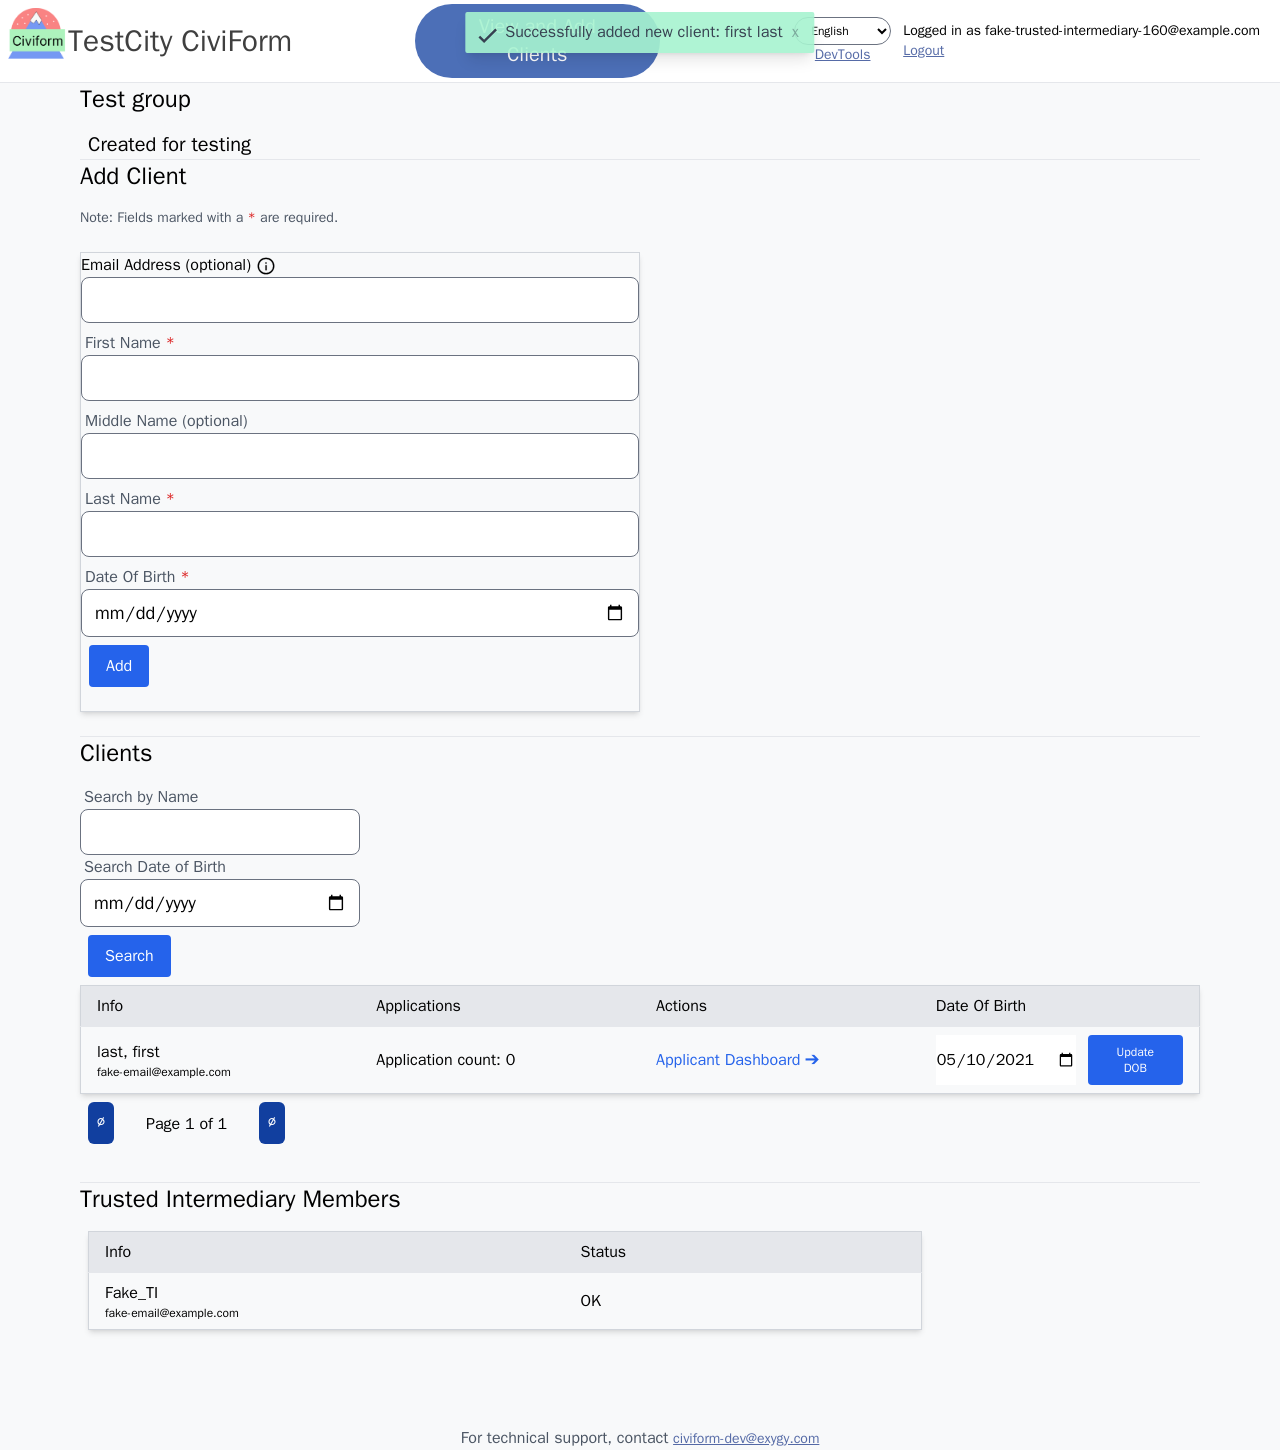 Civiform
TestCity CiviForm
View and Add
Clients
Successfully added new client: first last x
English
DevTools
Logged in as fake-trusted-intermediary-160@example.com
Logout
Test group
Created for testing
Add Client
Note: Fields marked with a * are required.
Email Address (optional)
First Name *
Middle Name (optional)
Last Name *
Date Of Birth *
mm/dd/yyyy
Add
Clients
Search by Name
Search Date of Birth
mm/dd/yyyy
Search
Info Applications Actions Date Of Birth
last, first
fake-email@example.com
Application count: 0
Applicant Dashboard ➔
05/10/2021
Update
DOB
∅ Page 1 of 1 ∅
Trusted Intermediary Members
Info Status
Fake_TI
fake-email@example.com
OK
For technical support, contact civiform-dev@exygy.com